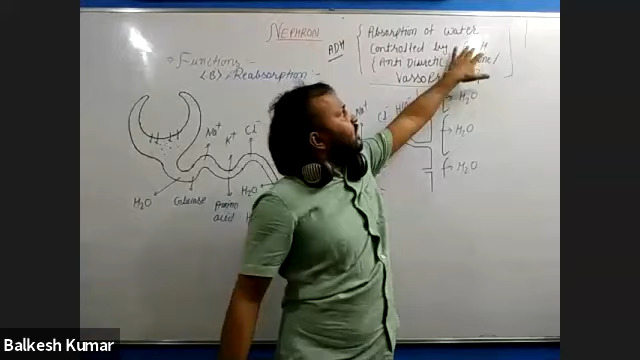 NEPHRON
Absorption of water
ADH
controlled by
{Anti Diuretic
: Functions
<B> Reabsorption :-
Vassop
Na+
K+
Cl-
Na+
Cl-
H2O
H2O
H2O
H2O
Glucose
Amino
acid
H2O
Balkesh Kumar